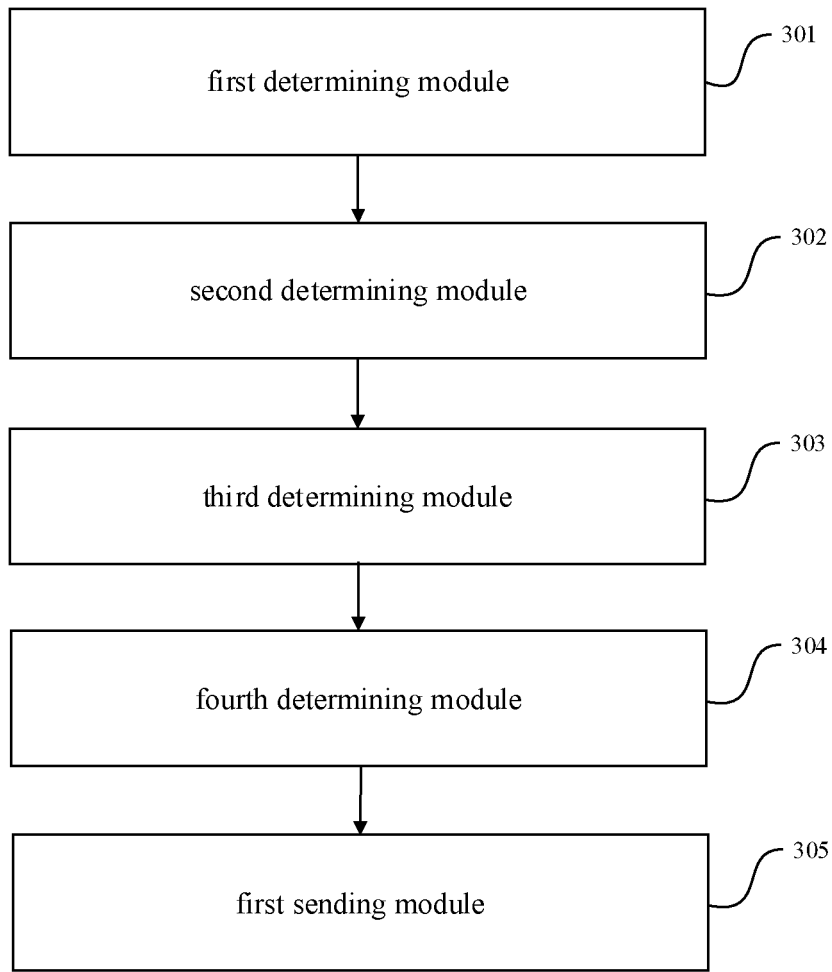 301
first determining module
302
second determining module
303
third determining module
304
fourth determining module
305
first sending module